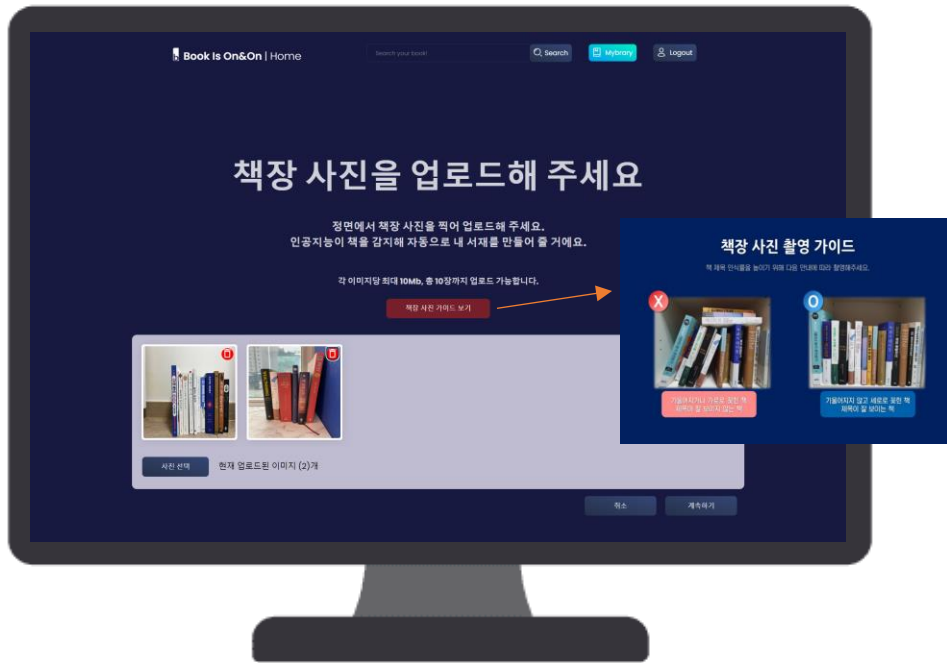 Book Is On&On | Home
Search your book!
Search
Mybrary
Logout
책장 사진을 업로드해 주세요
정면에서 책장 사진을 찍어 업로드해 주세요.
인공지능이 책을 감지해 자동으로 내 서재를 만들어 줄 거에요.
각 이미지당 최대 10Mb, 총 10장까지 업로드 가능합니다.
책장 사진 가이드 보기
사진 선택
현재 업로드된 이미지 (2)개
취소
계속하기
책장 사진 촬영 가이드
책 제목 인식률을 높이기 위해 다음 안내에 따라 촬영해주세요.
X
O
기울어지거나 가로로 꽂힌 책
제목이 잘 보이지 않는 책
기울어지지 않고 세로로 꽂힌 책
제목이 잘 보이는 책